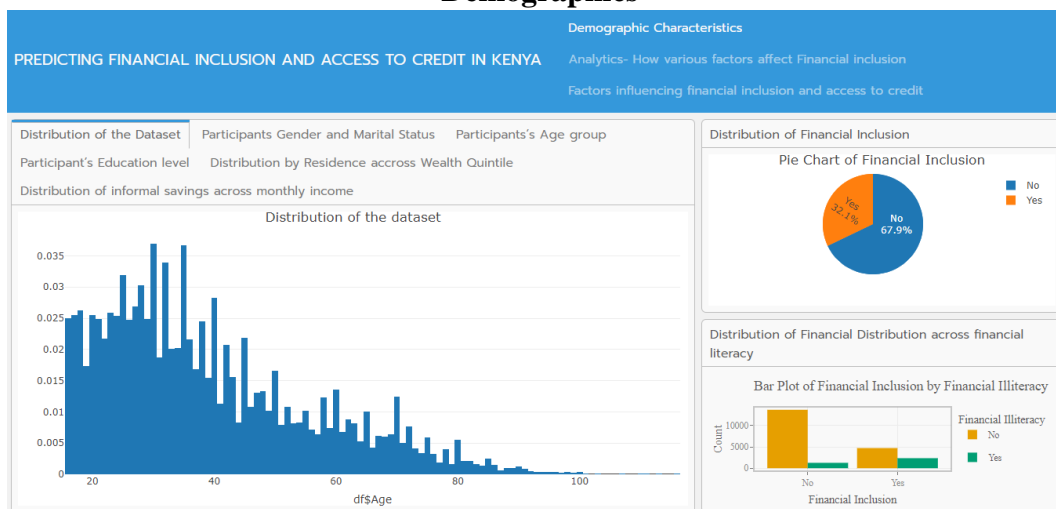 Demographics
PREDICTING FINANCIAL INCLUSION AND ACCESS TO CREDIT IN KENYA
Demographic Characteristics
Analytics- How various factors affect Financial inclusion
Factors influencing financial inclusion and access to credit
Distribution of the Dataset Participants Gender and Marital Status Participants's Age group
Participant's Education level Distribution by Residence accross Wealth Quintile
Distribution of informal savings across monthly income
Distribution of the dataset
0.035
0.03
0.025
0.02
0.015
0.01
0.005
0
20 40 60 80 100
df$Age
Distribution of Financial Inclusion
Pie Chart of Financial Inclusion
Yes
32.1%
No
67.9%
No
Yes
Distribution of Financial Distribution across financial
literacy
Bar Plot of Financial Inclusion by Financial Illiteracy
Count
10000
5000
0
No Yes
Financial Inclusion
Financial Illiteracy
No
Yes